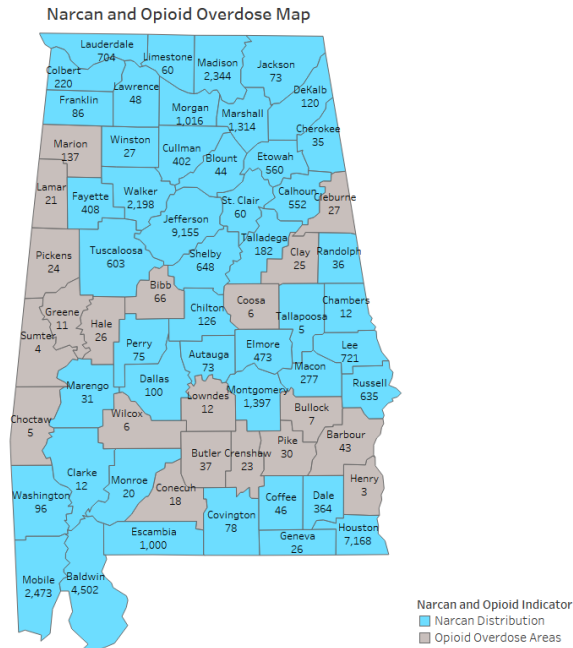 Narcan and Opioid Overdose Map
Lauderdale
704
Limestone
60
Madison
2,344
Jackson
73
Colbert
220
Lawrence
48
DeKalb
120
Franklin
86
Morgan
1,016
Marshall
1,314
Cherokee
35
Marion
137
Winston
27
Cullman
402
Blount
44
Etowah
560
Lamar
21
Fayette
408
Walker
2,198
St. Clair
60
Calhoun
552
Cleburne
27
Jefferson
9,155
Pickens
24
Tuscaloosa
603
Shelby
648
Talladega
182
Clay
25
Randolph
36
Bibb
66
Greene
11
Hale
26
Chilton
126
Coosa
6
Tallapoosa
5
Chambers
12
Sumter
4
Perry
75
Autauga
73
Elmore
473
Lee
721
Macon
277
Marengo
31
Dallas
100
Lowndes
12
Montgomery
1,397
Russell
635
Choctaw
5
Wilcox
6
Bullock
7
Butler
37
Crenshaw
23
Pike
30
Barbour
43
Clarke
12
Monroe
20
Conecuh
18
Henry
3
Washington
96
Covington
78
Coffee
46
Dale
364
Escambia
1,000
Geneva
26
Houston
7,168
Mobile
2,473
Baldwin
4,502
Narcan and Opioid Indicator
Narcan Distribution
Opioid Overdose Areas